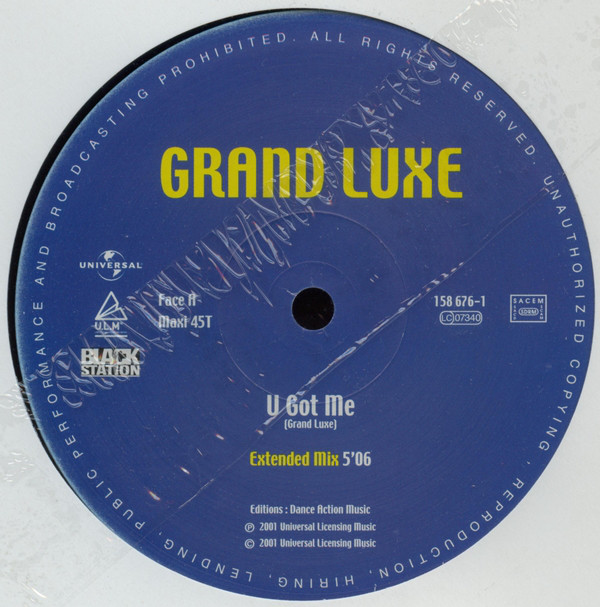 PUBLIC PERFORMANCE AND BROADCASTING PROHIBITED. ALL RIGHTS RESERVED. UNAUTHORIZED COPYING, REPRODUCTION, HIRING, LENDING,
GRAND LUXE
UNIVERSAL
Face A
Maxi 45T
U.L.M
BLACK
STATION
158 676-1
LC 07340
SACEM
SDRM
U Got Me
(Grand Luxe)
Extended Mix 5'06
Editions : Dance Action Music
℗ 2001 Universal Licensing Music
© 2001 Universal Licensing Music